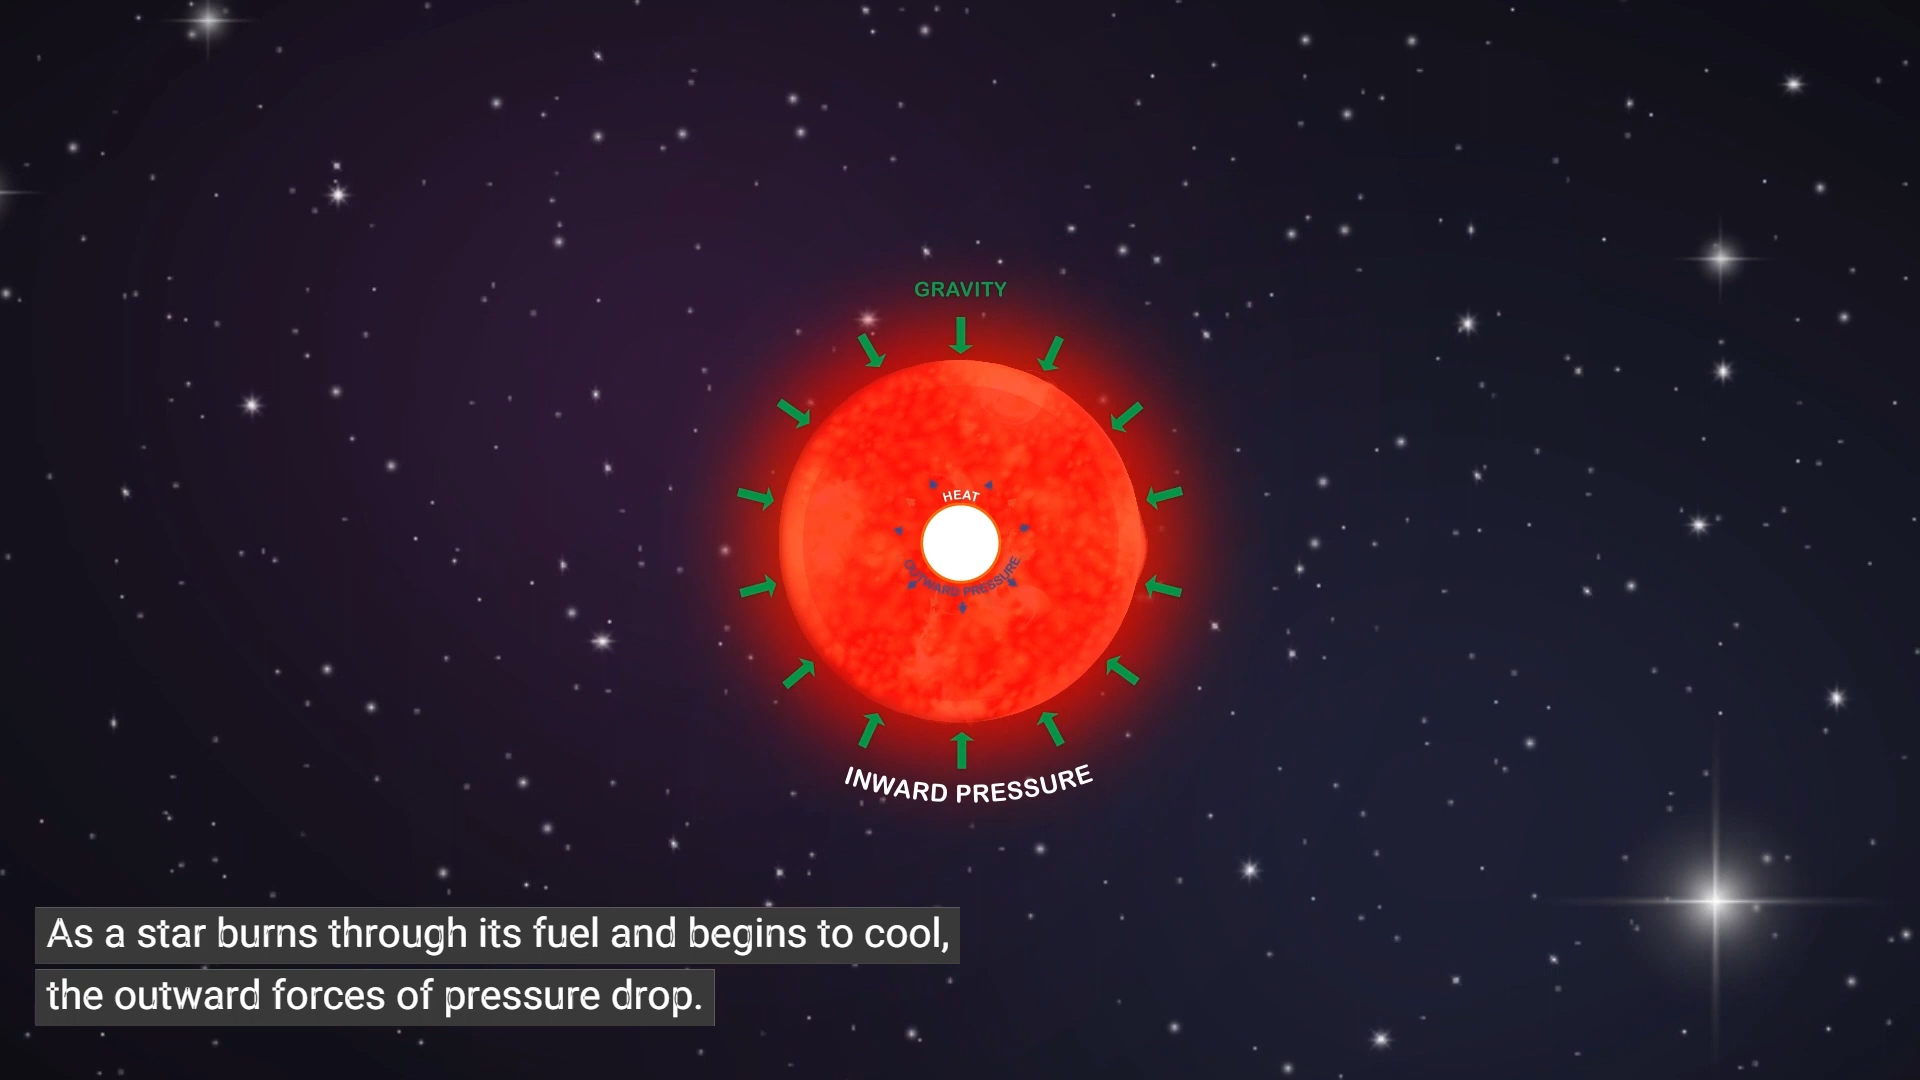 GRAVITY
HEAT
OUTWARD PRESSURE
INWARD PRESSURE
As a star burns through its fuel and begins to cool,
the outward forces of pressure drop.